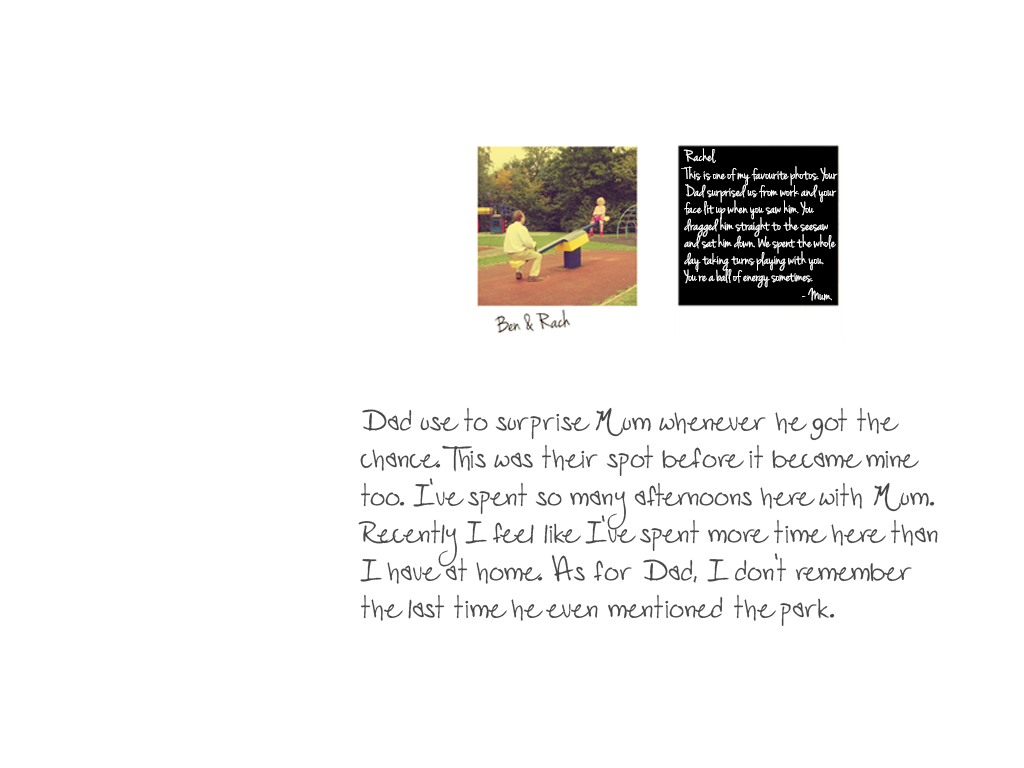 Rachel,
This is one of my favourite photos. Your
Dad surprised us from work and your
face lit up when you saw him. You
dragged him straight to the seesaw
and sat him down. We spent the whole
day taking turns playing with you.
You re a ball of energy sometimes.
- Mum
Ben & Rach
Dad use to surprise Mum whenever he got the
chance. This was their spot before it became mine
too. I've spent so many afternoons here with Mum.
Recently I feel like I've spent more time here than
I have at home. As for Dad, I don't remember
the last time he even mentioned the park.